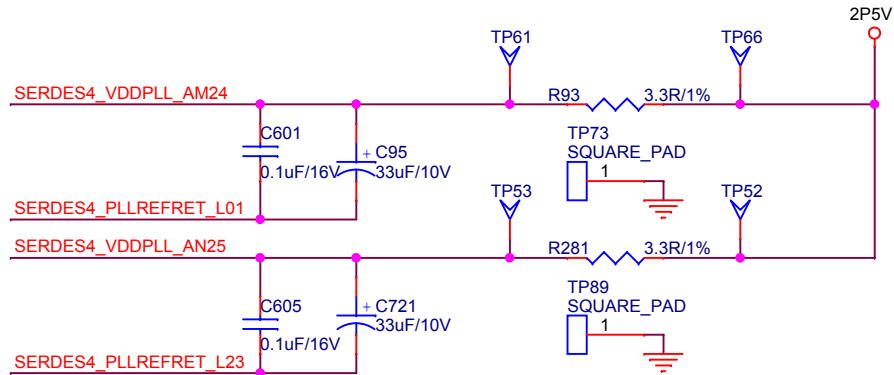 2P5V
TP61
TP66
SERDES4_VDDPLL_AM24
R93
3.3R/1%
C601
0.1uF/16V
+
C95
33uF/10V
TP73
SQUARE_PAD
1
SERDES4_PLLREFRET_L01
TP53
TP52
SERDES4_VDDPLL_AN25
R281
3.3R/1%
C605
0.1uF/16V
+
C721
33uF/10V
TP89
SQUARE_PAD
1
SERDES4_PLLREFRET_L23